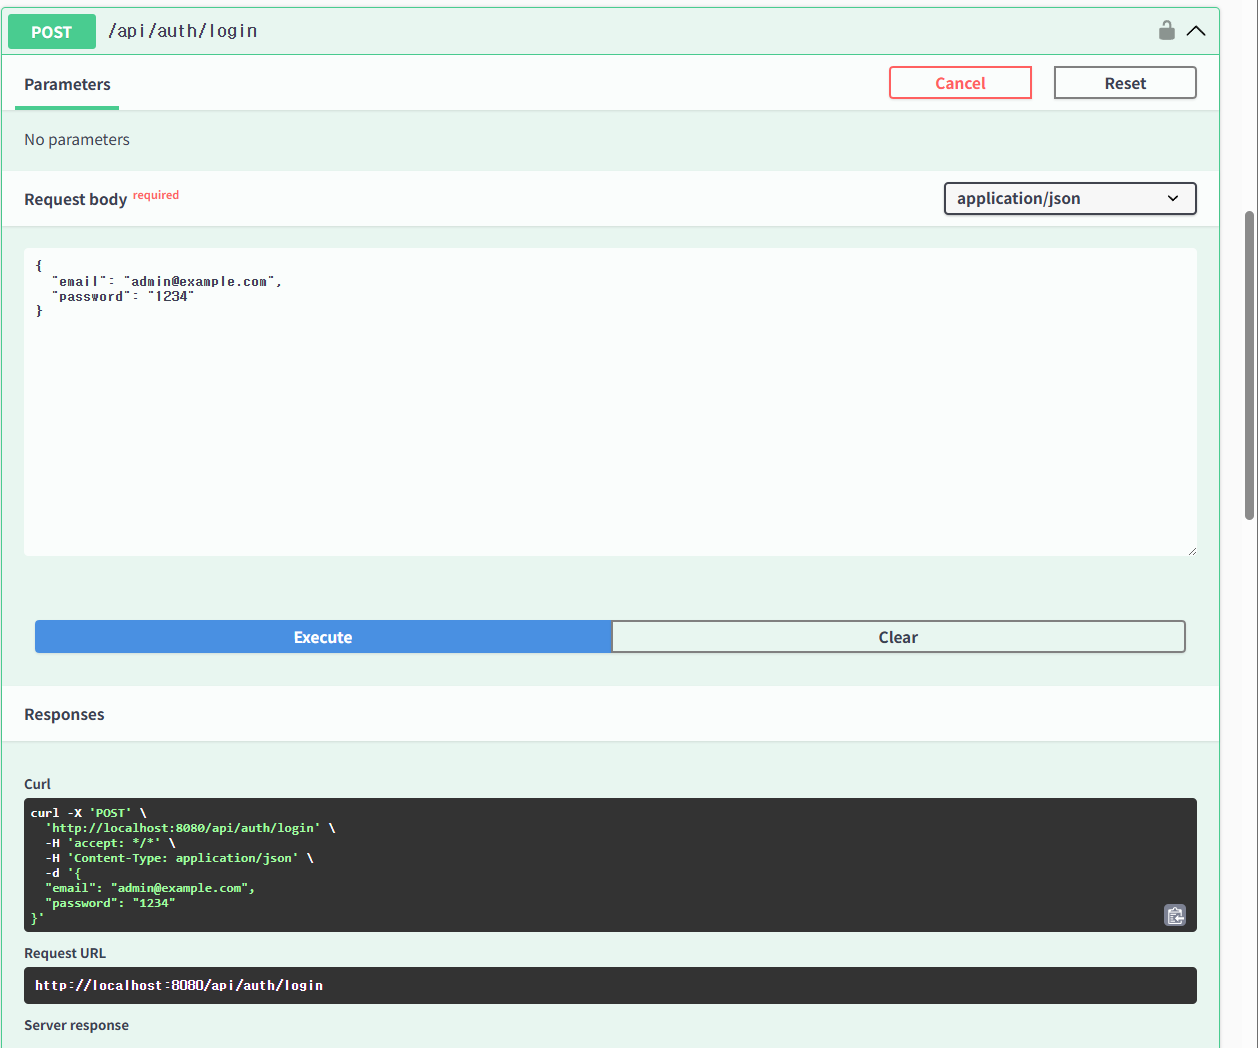 POST /api/auth/login
Parameters
Cancel
Reset
No parameters
Request body required
application/json
{
  "email": "admin@example.com",
  "password": "1234"
}
Execute
Clear
Responses
Curl
curl -X 'POST' \
  'http://localhost:8080/api/auth/login' \
  -H 'accept: */*' \
  -H 'Content-Type: application/json' \
  -d '{
  "email": "admin@example.com",
  "password": "1234"
}'
Request URL
http://localhost:8080/api/auth/login
Server response